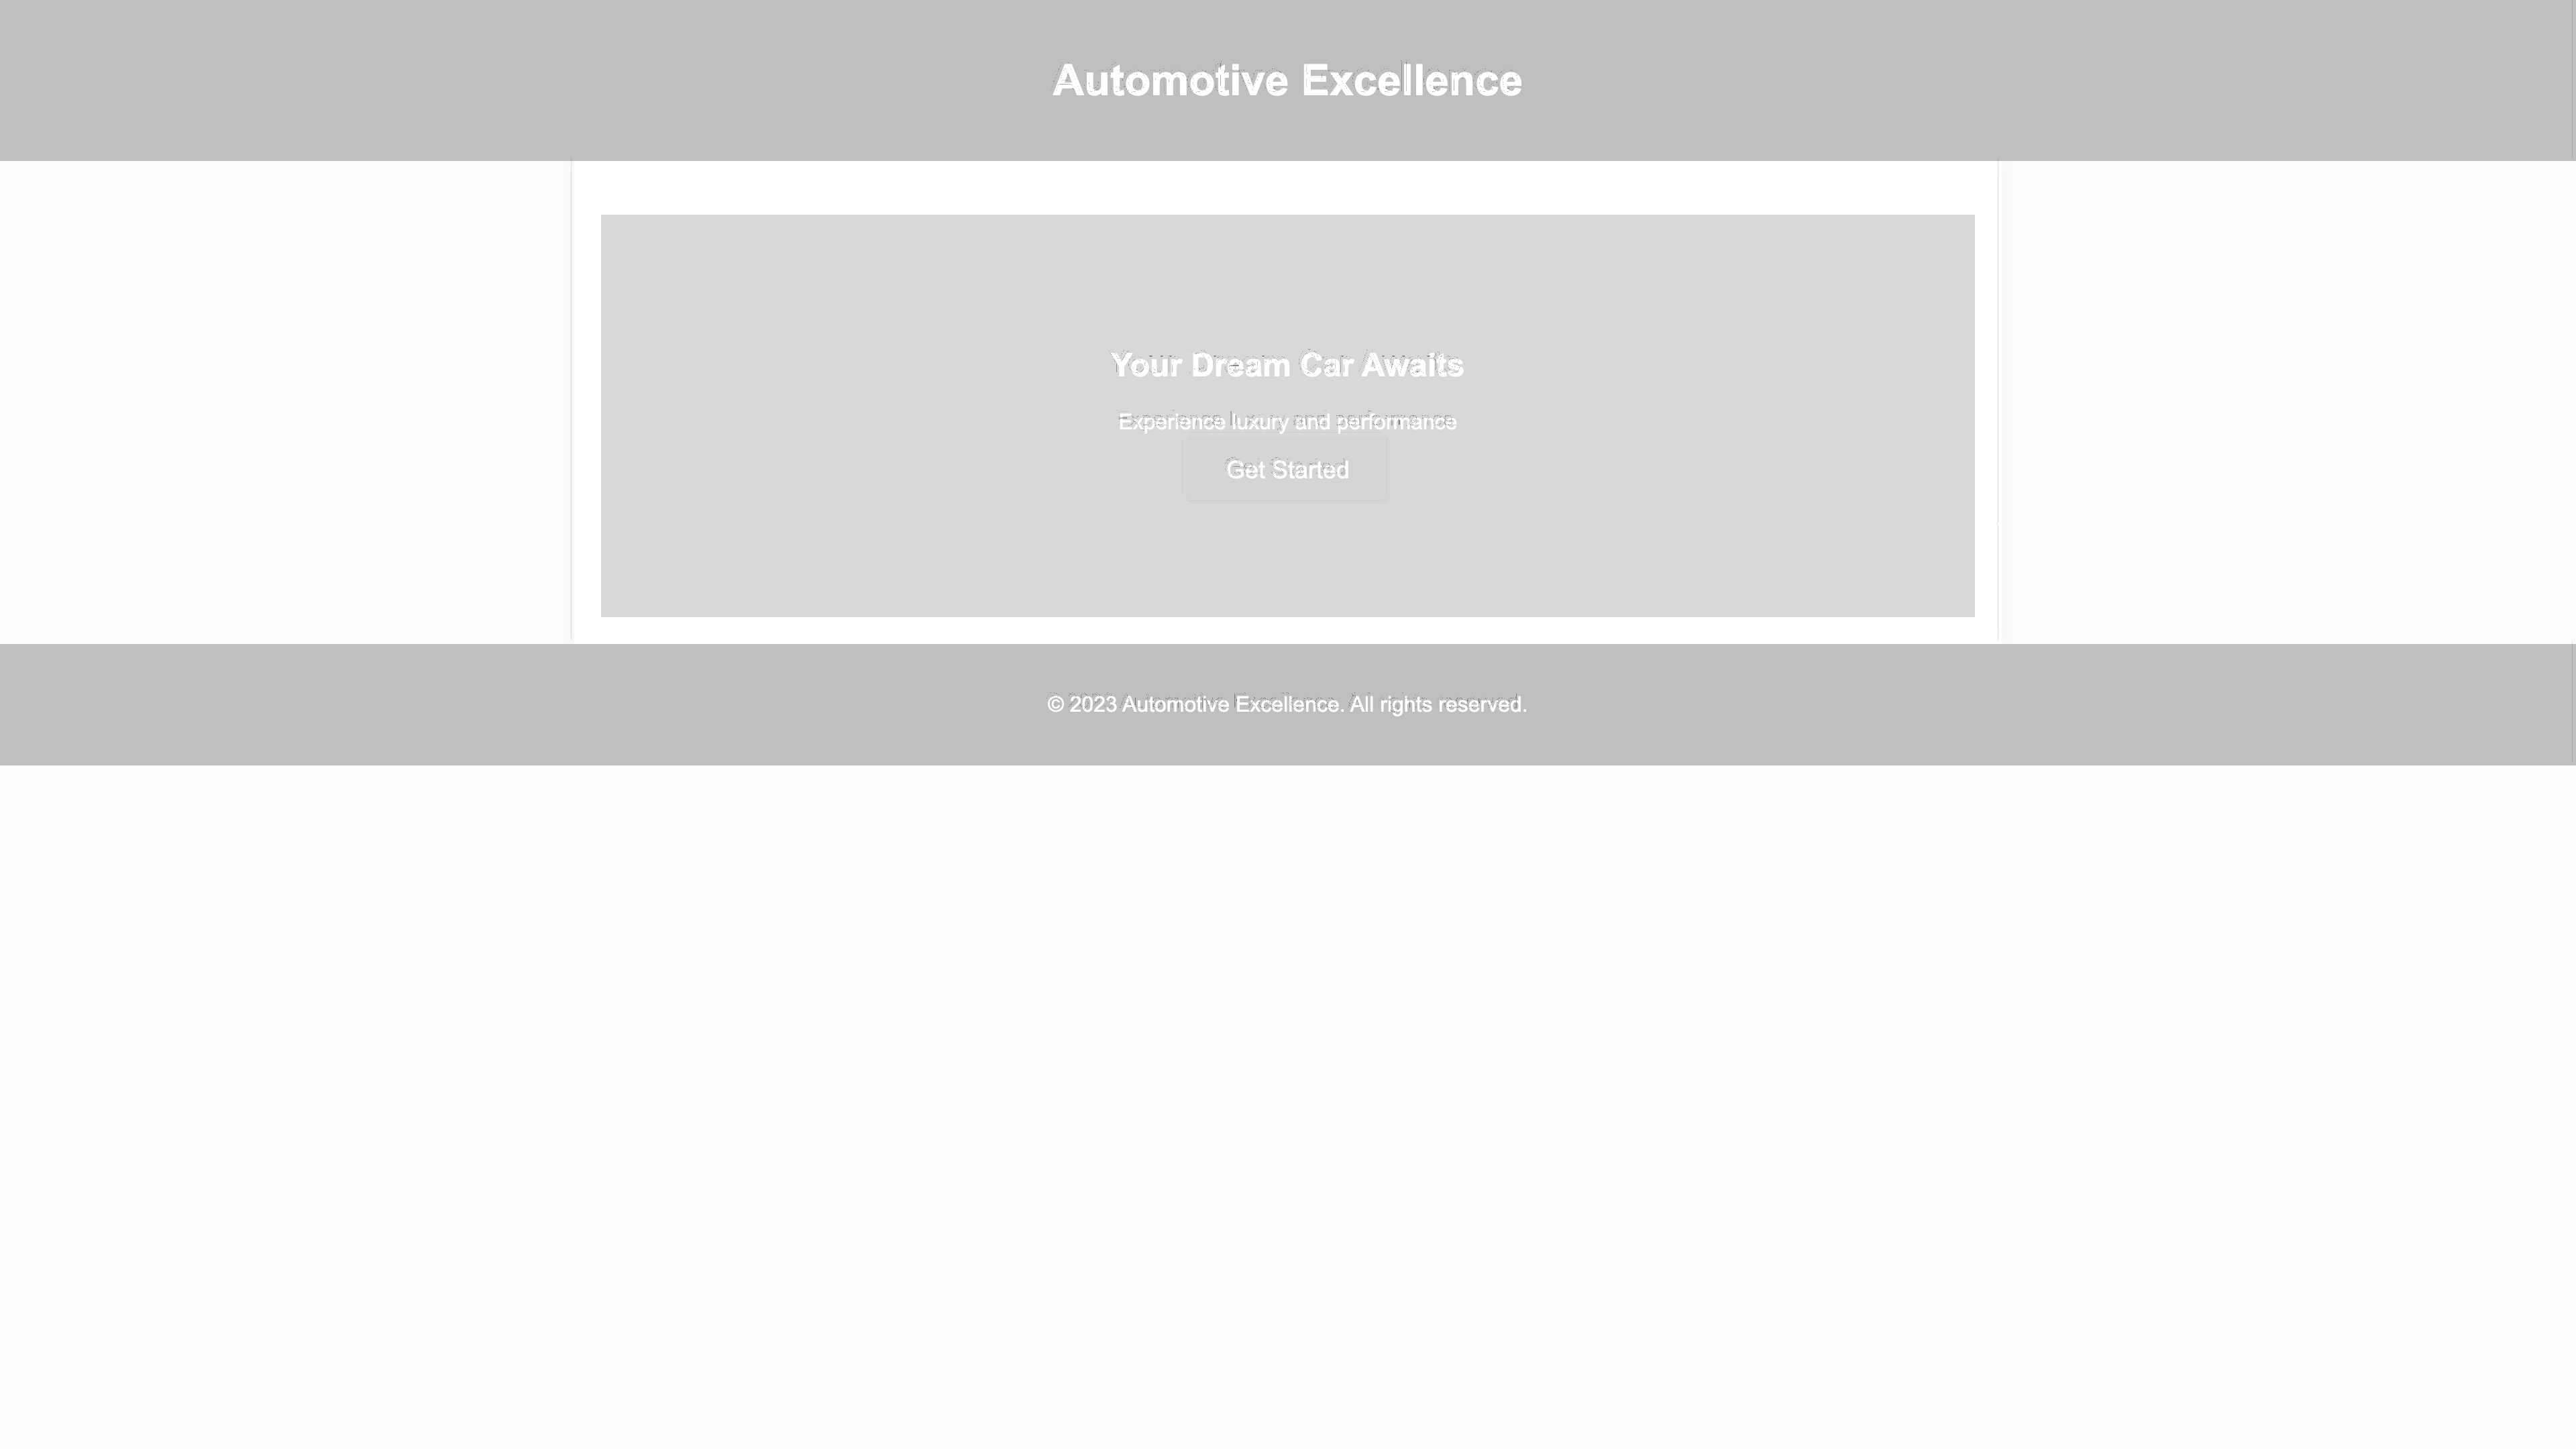 Automotive Excellence
Your Dream Car Awaits
Experience luxury and performance
Get Started
© 2023 Automotive Excellence. All rights reserved.